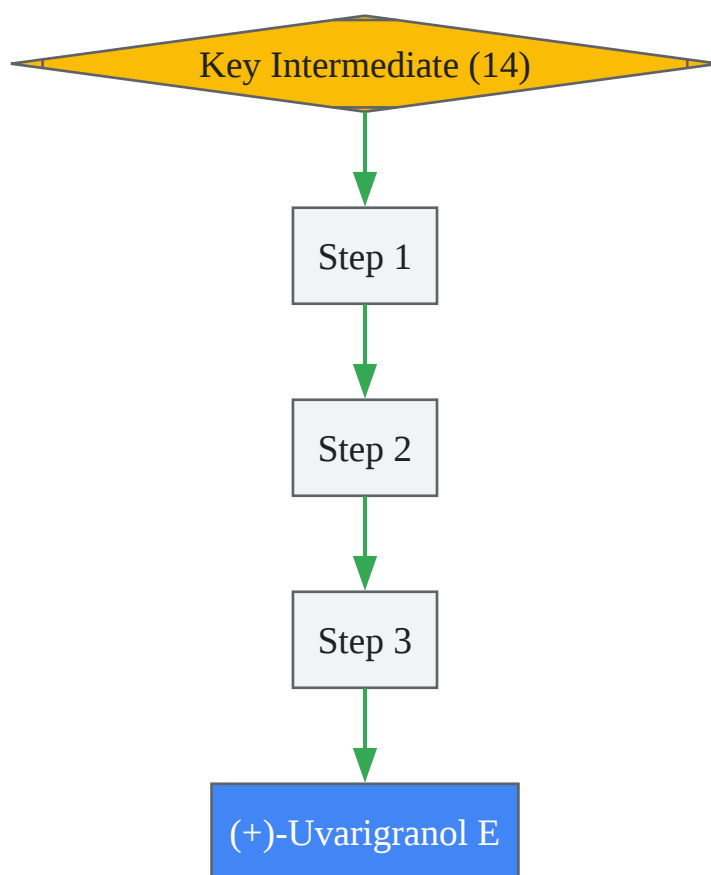 Key Intermediate (14)
Step 1
Step 2
Step 3
(+)-Uvarigranol E